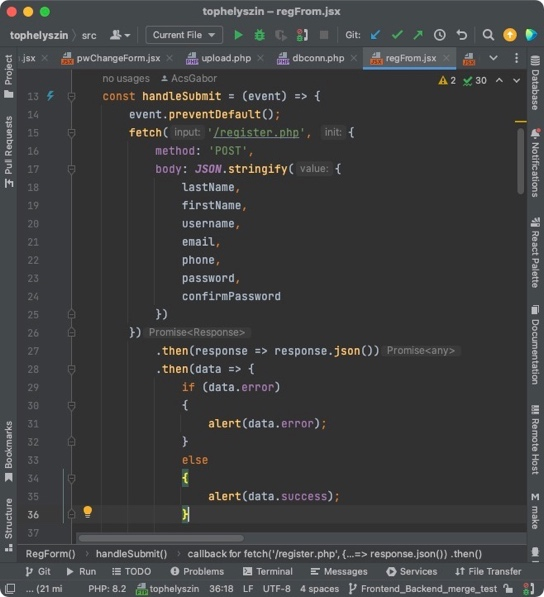 tophelyszin – regFrom.jsx
tophelyszin › src Current File Git:
.jsx pwChangeForm.jsx upload.php dbconn.php regFrom.jsx
no usages AcsGabor 2 30
13 const handleSubmit = (event) => {
14 event.preventDefault();
15 fetch( input: '/register.php', init: {
16 method: 'POST',
17 body: JSON.stringify( value: {
18 lastName,
19 firstName,
20 username,
21 email,
22 phone,
23 password,
24 confirmPassword
25 })
26 }) Promise<Response>
27 .then(response => response.json()) Promise<any>
28 .then(data => {
29 if (data.error)
30 {
31 alert(data.error);
32 }
33 else
34 {
35 alert(data.success);
36 }
37
Project
Pull Requests
Bookmarks
Structure
Database
Notifications
React Palette
Documentation
Remote Host
make
M
RegForm() › handleSubmit() › callback for fetch('/register.php', {...=> response.json()) .then()
Git Run TODO Problems Terminal Messages Services File Transfer
... (21 mi PHP: 8.2 tophelyszin 36:18 LF UTF-8 4 spaces Frontend_Backend_merge_test